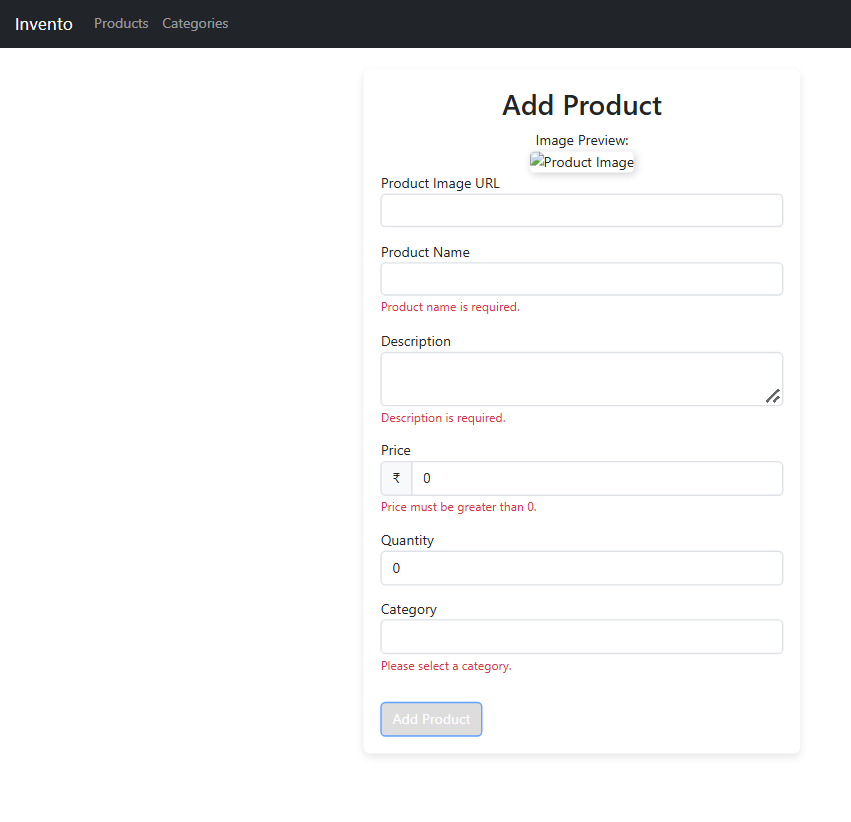 Invento Products Categories
Add Product
Image Preview:
Product Image
Product Image URL
Product Name
Product name is required.
Description
Description is required.
Price
₹ 0
Price must be greater than 0.
Quantity
0
Category
Please select a category.
Add Product